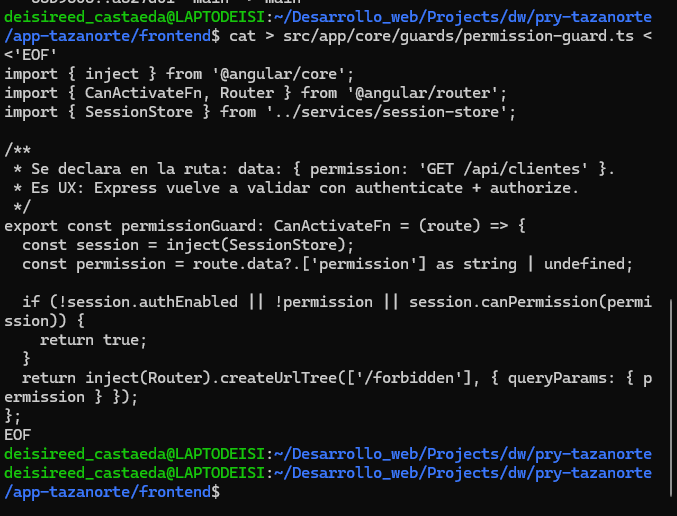 deisireed_castaeda@LAPTODEISI:~/Desarrollo_web/Projects/dw/pry-tazanorte
/app-tazanorte/frontend$ cat > src/app/core/guards/permission-guard.ts <
<'EOF'
import { inject } from '@angular/core';
import { CanActivateFn, Router } from '@angular/router';
import { SessionStore } from '../services/session-store';

/**
 * Se declara en la ruta: data: { permission: 'GET /api/clientes' }.
 * Es UX: Express vuelve a validar con authenticate + authorize.
 */
export const permissionGuard: CanActivateFn = (route) => {
  const session = inject(SessionStore);
  const permission = route.data?.['permission'] as string | undefined;

  if (!session.authEnabled || !permission || session.canPermission(permi
ssion)) {
    return true;
  }
  return inject(Router).createUrlTree(['/forbidden'], { queryParams: { p
ermission } });
};
EOF
deisireed_castaeda@LAPTODEISI:~/Desarrollo_web/Projects/dw/pry-tazanorte
deisireed_castaeda@LAPTODEISI:~/Desarrollo_web/Projects/dw/pry-tazanorte
/app-tazanorte/frontend$